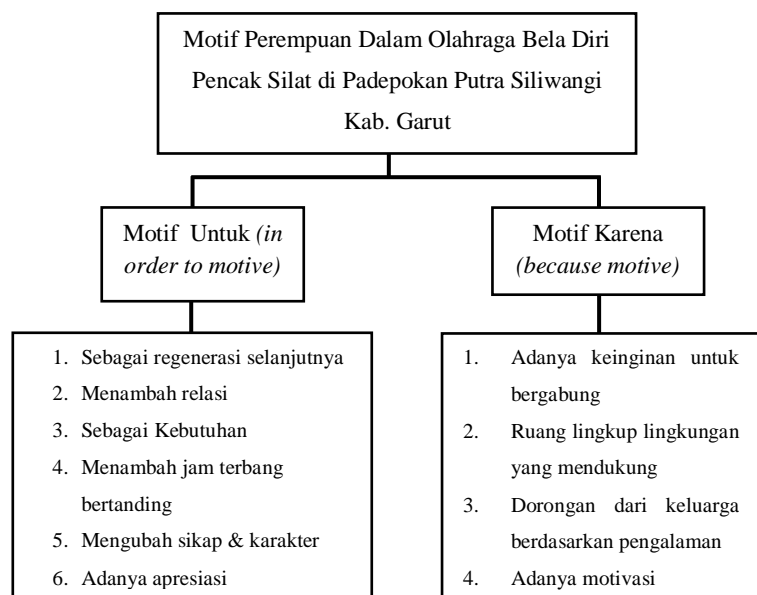 Motif Perempuan Dalam Olahraga Bela Diri
Pencak Silat di Padepokan Putra Siliwangi
Kab. Garut
Motif Untuk (in
order to motive)
Motif Karena
(because motive)
1. Sebagai regenerasi selanjutnya
2. Menambah relasi
3. Sebagai Kebutuhan
4. Menambah jam terbang
bertanding
5. Mengubah sikap & karakter
6. Adanya apresiasi
1. Adanya keinginan untuk
bergabung
2. Ruang lingkup lingkungan
yang mendukung
3. Dorongan dari keluarga
berdasarkan pengalaman
4. Adanya motivasi